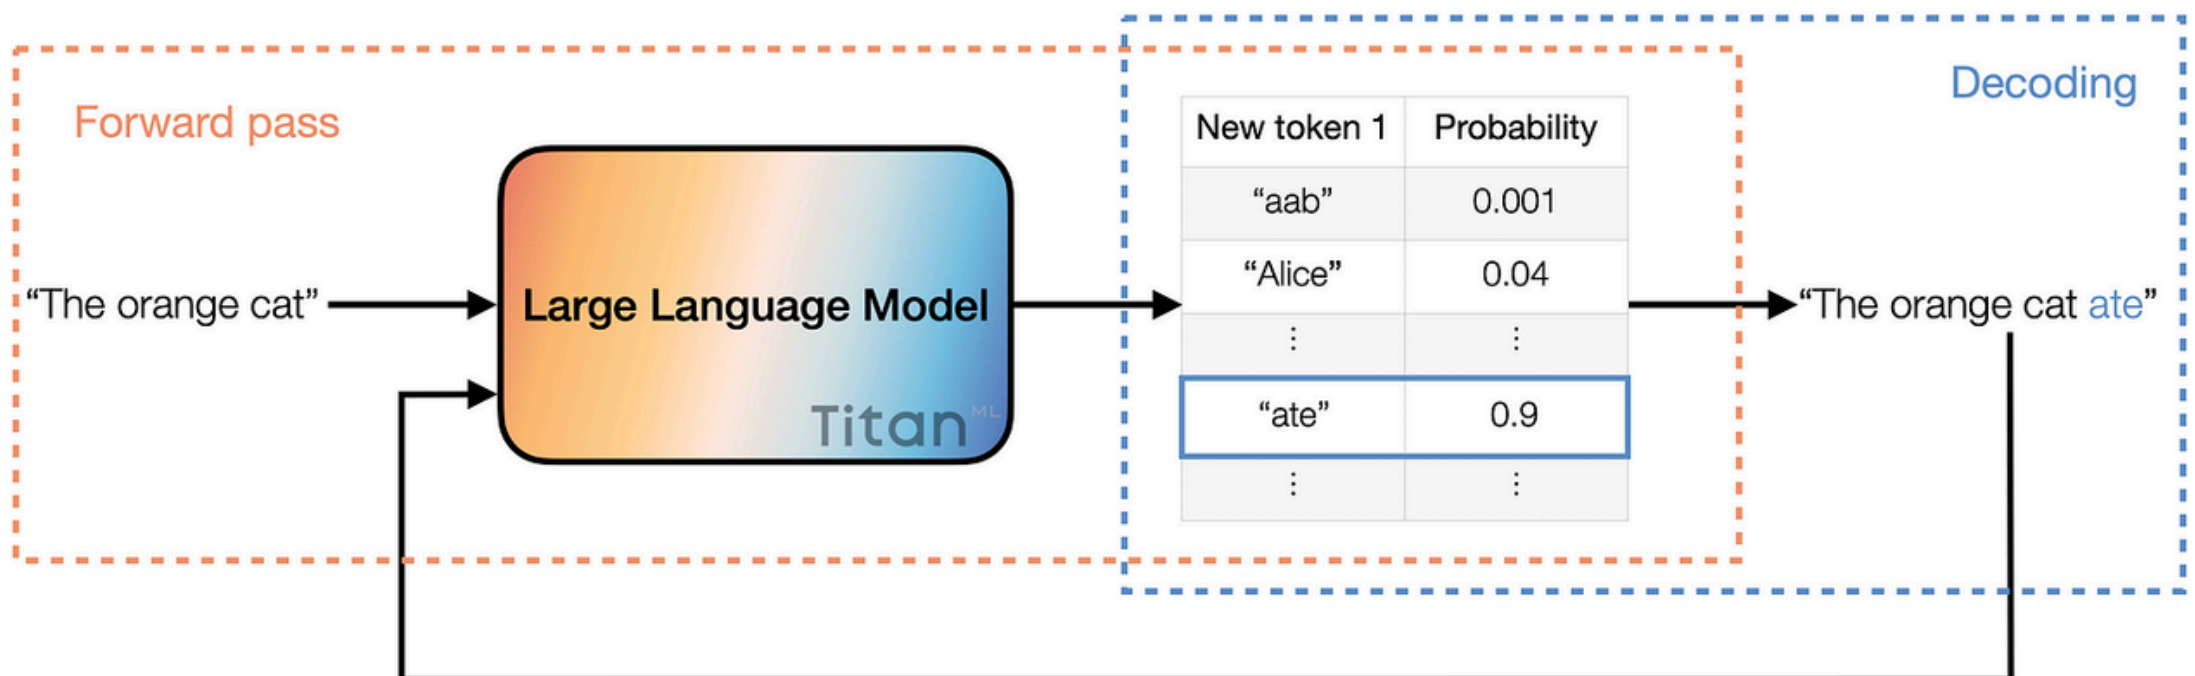 Decoding
Forward pass
New token 1 Probability
“aab” 0.001
“Alice” 0.04
⋮ ⋮
“ate” 0.9
⋮ ⋮
“The orange cat”
Large Language Model
Titan ML
“The orange cat ate”